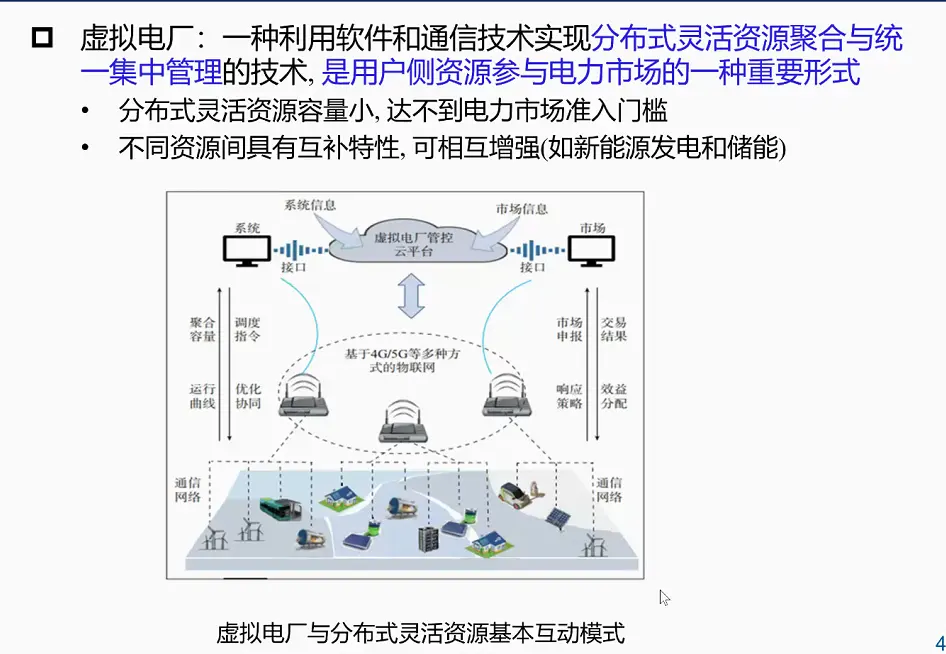 虚拟电厂：一种利用软件和通信技术实现分布式灵活资源聚合与统
一集中管理的技术, 是用户侧资源参与电力市场的一种重要形式
• 分布式灵活资源容量小, 达不到电力市场准入门槛
• 不同资源间具有互补特性, 可相互增强(如新能源发电和储能)
系统信息
市场信息
系统
虚拟电厂管控
云平台
市场
接口
接口
聚合
容量
调度
指令
市场
申报
交易
结果
基于4G/5G等多种方
式的物联网
运行
曲线
优化
协同
响应
策略
效益
分配
通信
网络
通信
网络
虚拟电厂与分布式灵活资源基本互动模式
4